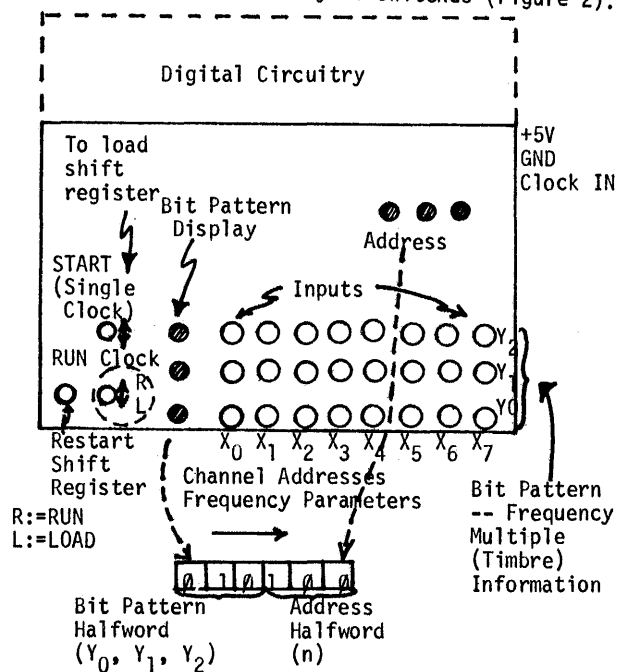 switches (Figure 2).
Digital Circuitry
+5V
GND
Clock IN
To load
shift
register
Bit Pattern
Display
Address
START
(Single
Clock)
Inputs
RUN Clock
R
L
Y2
Y1
Y0
Restart
Shift
Register
X0 X1 X2 X3 X4 X5 X6 X7
Channel Addresses
Frequency Parameters
R:=RUN
L:=LOAD
Bit Pattern
-- Frequency
Multiple
(Timbre)
Information
0 1 0 1 0 0
Bit Pattern
Halfword
(Y0, Y1, Y2)
Address
Halfword
(n)